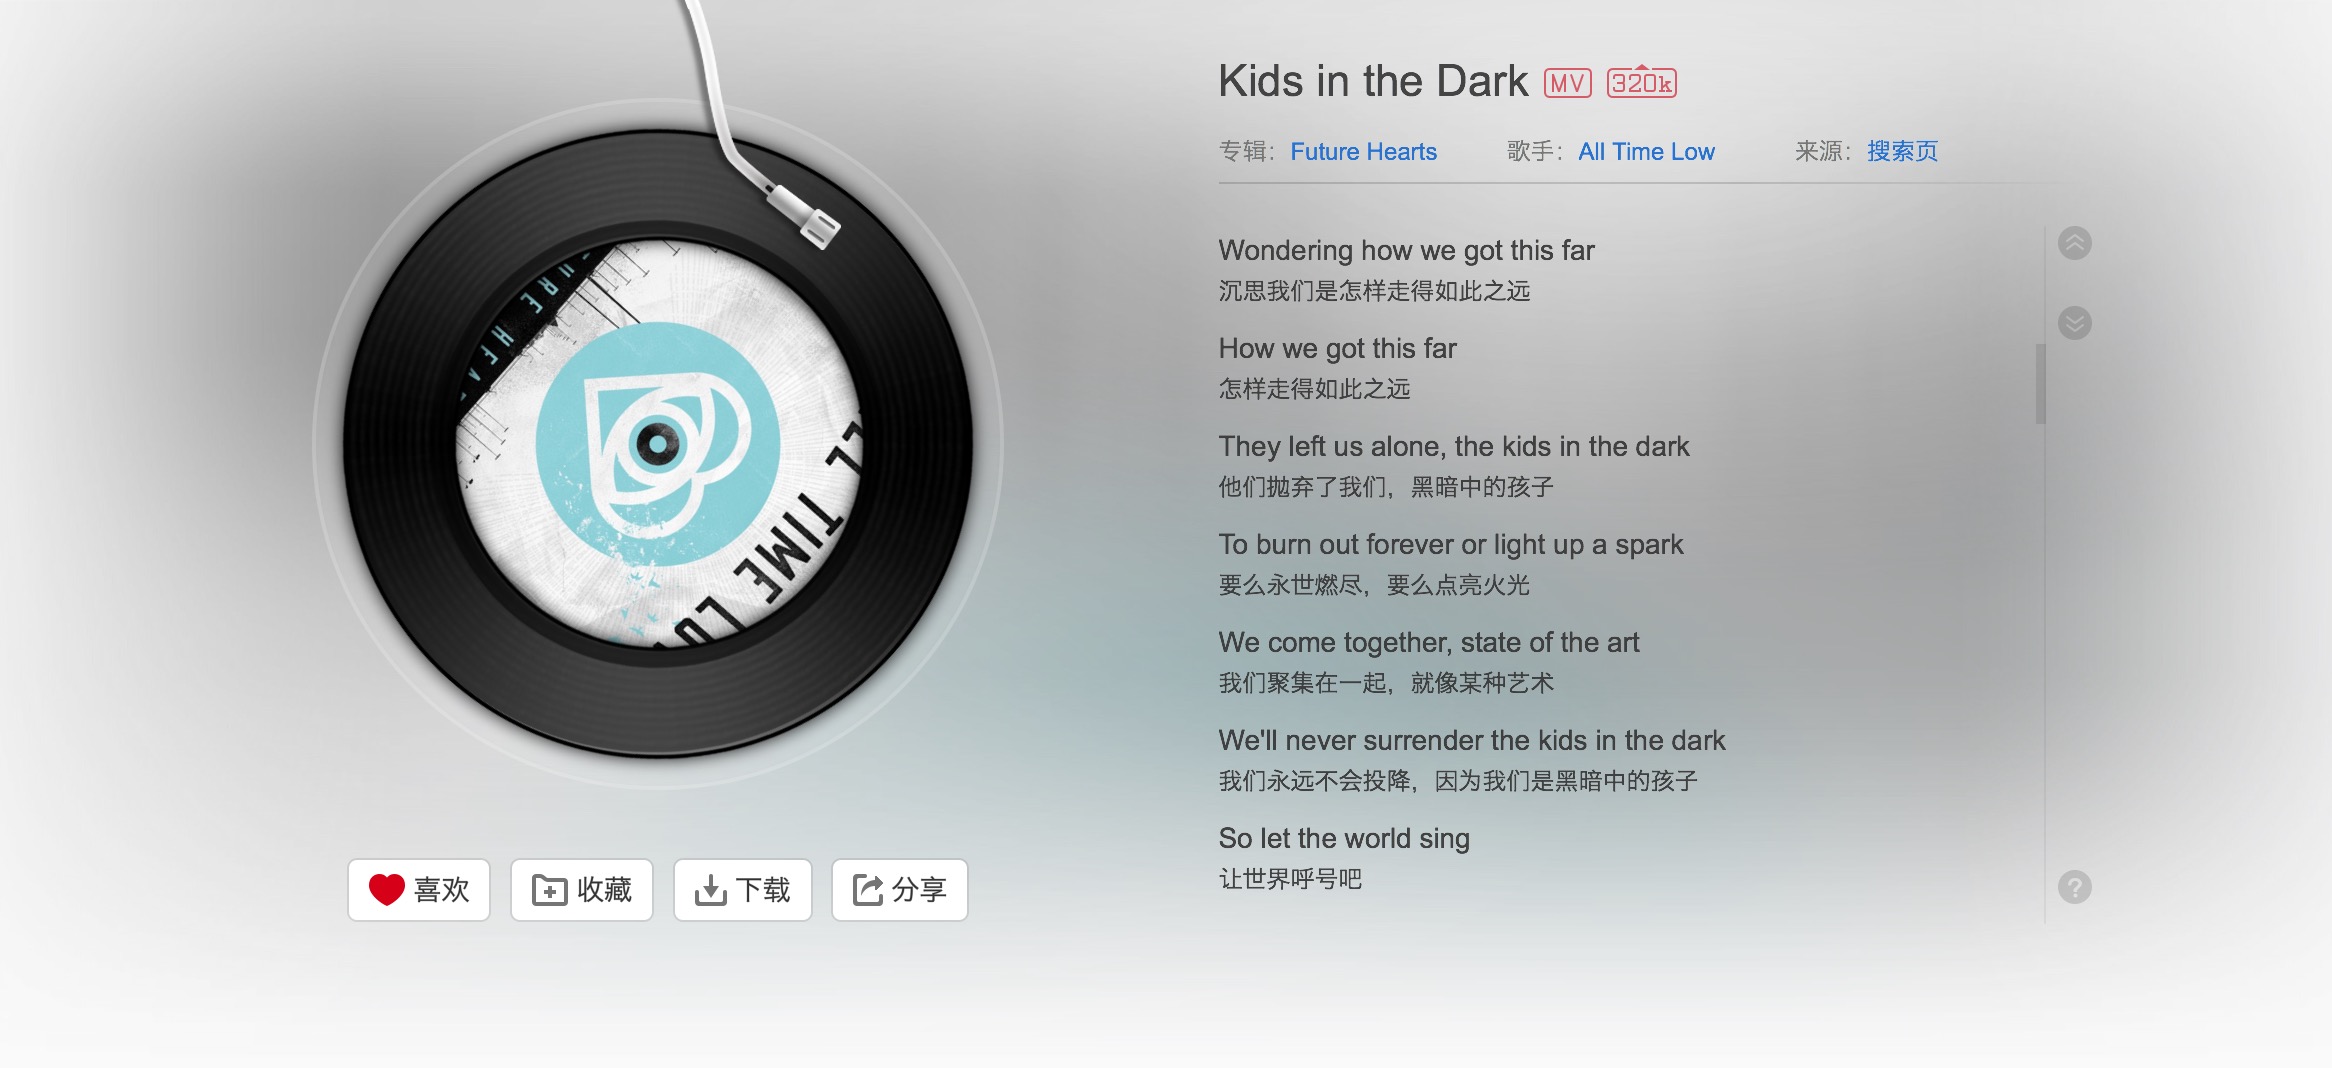 Kids in the Dark MV 320k
专辑: Future Hearts 歌手: All Time Low 来源: 搜索页
Wondering how we got this far
沉思我们是怎样走得如此之远
How we got this far
怎样走得如此之远
They left us alone, the kids in the dark
他们抛弃了我们，黑暗中的孩子
To burn out forever or light up a spark
要么永世燃尽，要么点亮火光
We come together, state of the art
我们聚集在一起，就像某种艺术
We'll never surrender the kids in the dark
我们永远不会投降，因为我们是黑暗中的孩子
So let the world sing
让世界呼号吧
TIME
喜欢 收藏 下载 分享
?